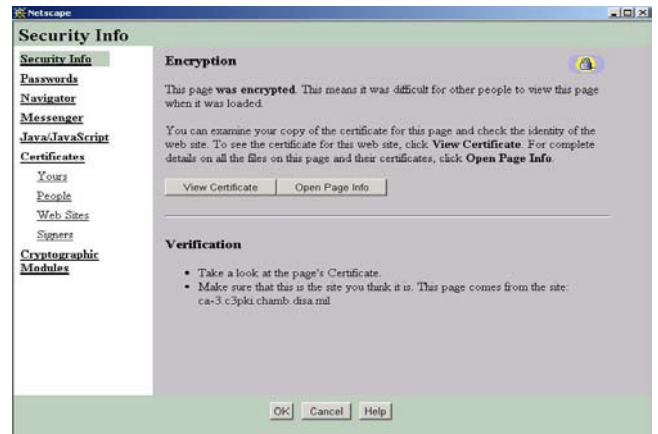 Netscape
Security Info
Security Info
Passwords
Navigator
Messenger
Java/JavaScript
Certificates
Yours
People
Web Sites
Signers
Cryptographic
Modules
Encryption
This page was encrypted. This means it was difficult for other people to view this page
when it was loaded.
You can examine your copy of the certificate for this page and check the identity of the
web site. To see the certificate for this web site, click View Certificate. For complete
details on all the files on this page and their certificates, click Open Page Info.
View Certificate
Open Page Info
Verification
• Take a look at the page's Certificate.
• Make sure that this is the site you think it is. This page comes from the site:
ca-3.c3pki.chamb.disa.mil
OK Cancel Help